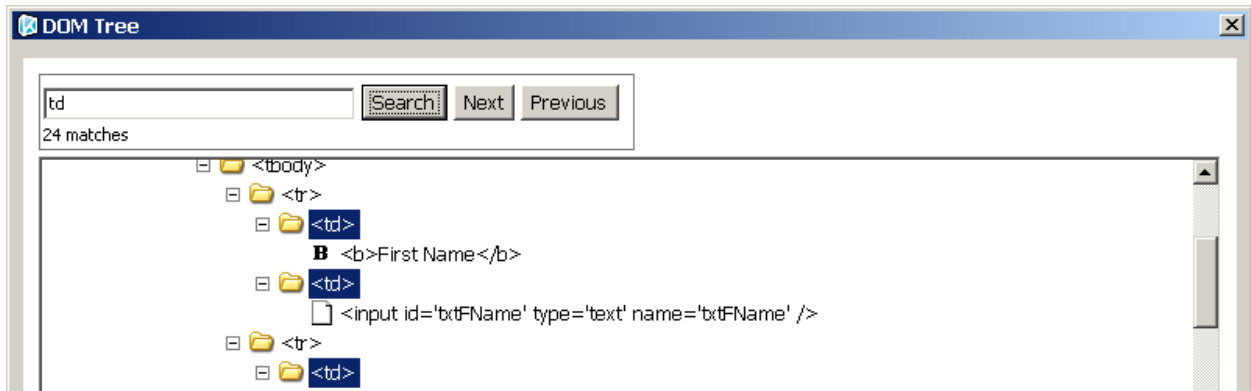 DOM Tree
td
Search Next Previous
24 matches
<tbody>
<tr>
<td>
B <b>First Name</b>
<td>
<input id='txtFName' type='text' name='txtFName' />
<tr>
<td>